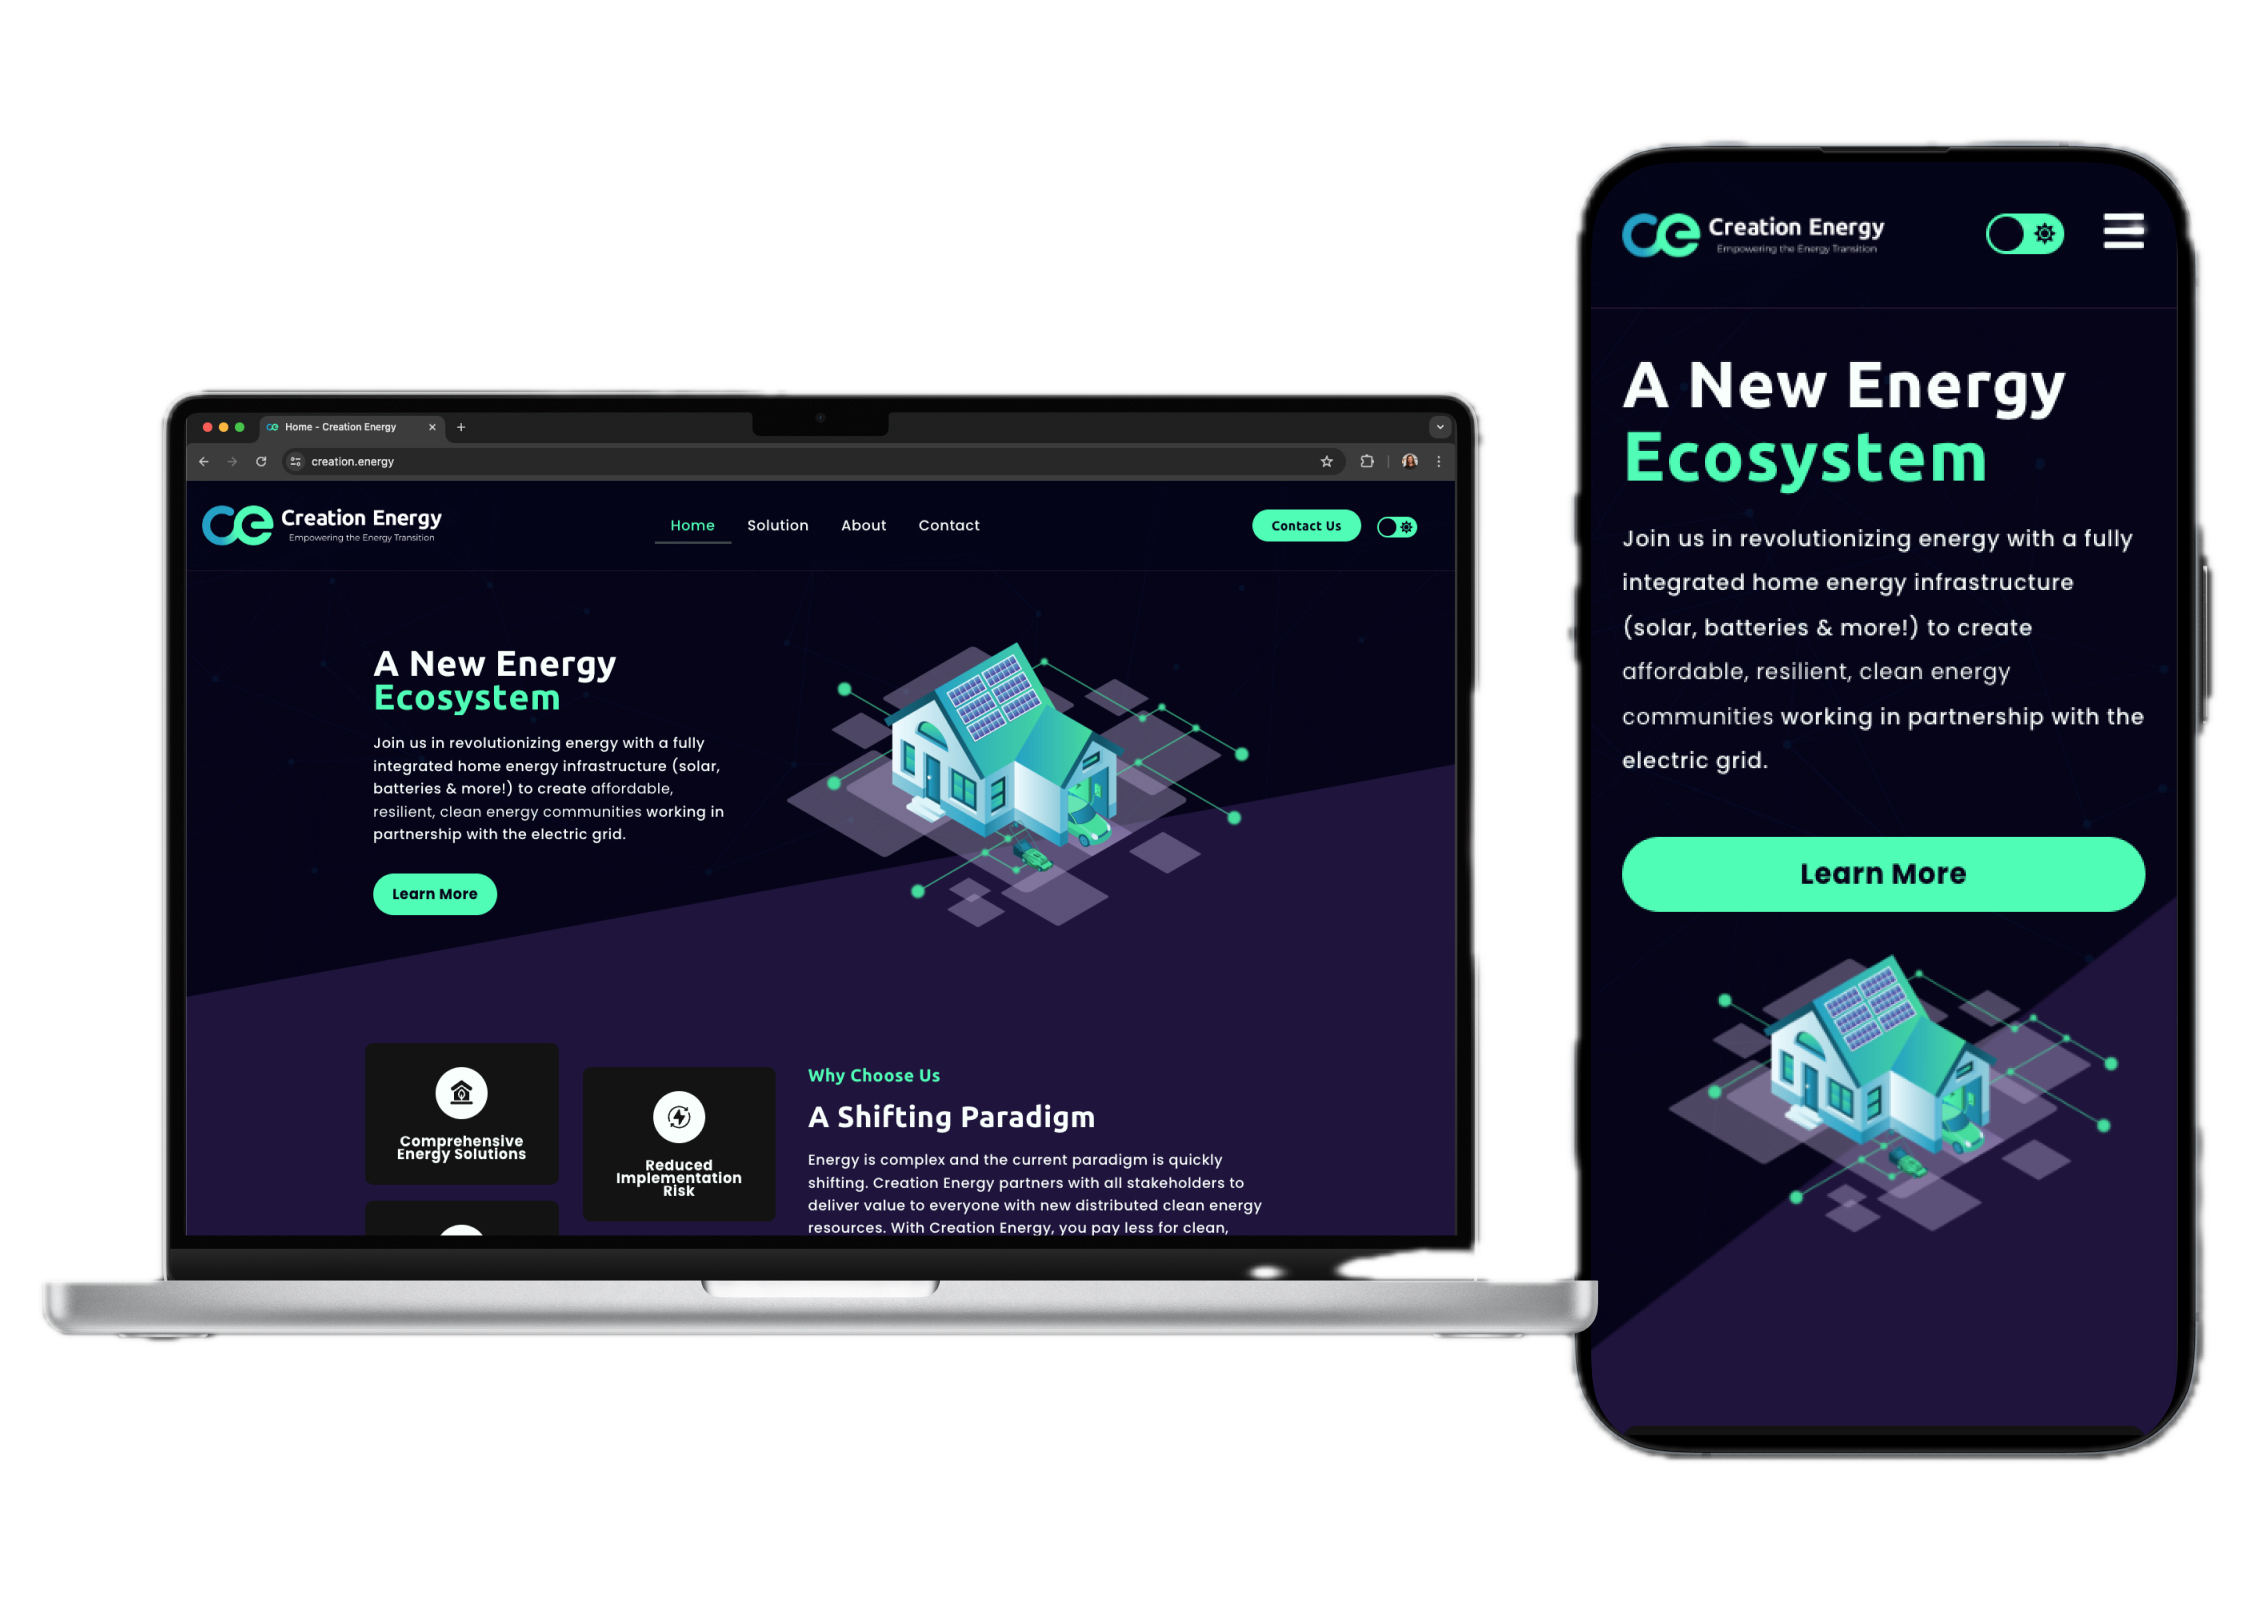 Home - Creation Energy
creation.energy
ce Creation Energy
Empowering the Energy Transition
Home Solution About Contact
Contact Us
A New Energy
Ecosystem
Join us in revolutionizing energy with a fully
integrated home energy infrastructure (solar,
batteries & more!) to create affordable,
resilient, clean energy communities working in
partnership with the electric grid.
Learn More
Comprehensive
Energy Solutions
Reduced
Implementation
Risk
Why Choose Us
A Shifting Paradigm
Energy is complex and the current paradigm is quickly
shifting. Creation Energy partners with all stakeholders to
deliver value to everyone with new distributed clean energy
resources. With Creation Energy, you pay less for clean,
ce Creation Energy
Empowering the Energy Transition
A New Energy
Ecosystem
Join us in revolutionizing energy with a fully
integrated home energy infrastructure
(solar, batteries & more!) to create
affordable, resilient, clean energy
communities working in partnership with the
electric grid.
Learn More